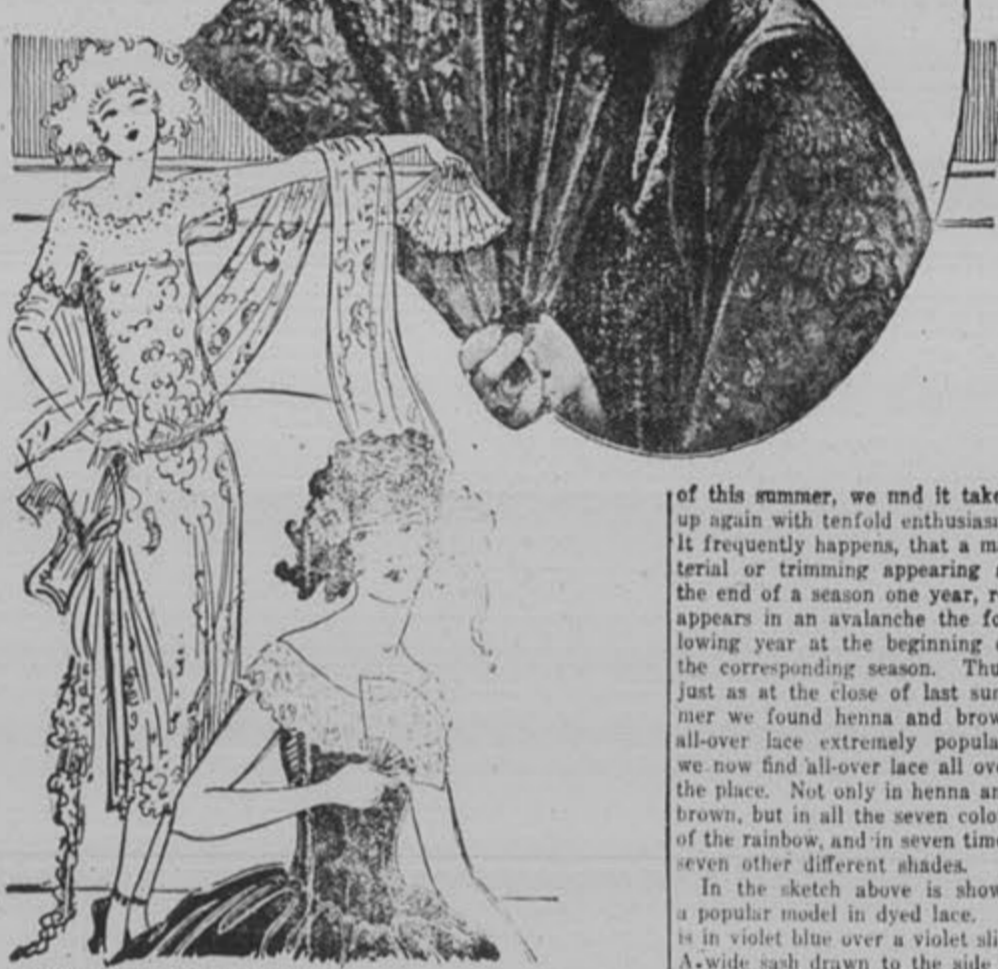 of this summer, we nnd it take
up again with tenfold enthusias
It frequently happens, that a m
terial or trimming appearing a
the end of a season one year, r
appears in an avalanche the fo
lowing year at the beginning o
the corresponding season. Thu
just as at the close of last sum
mer we found henna and brow
all-over lace extremely popula
we now find all-over lace all ove
the place. Not only in henna an
brown, but in all the seven colo
of the rainbow, and in seven time
seven other different shades.
In the sketch above is show
a popular model in dyed lace.
is in violet blue over a violet sli
A wide sash drawn to the side